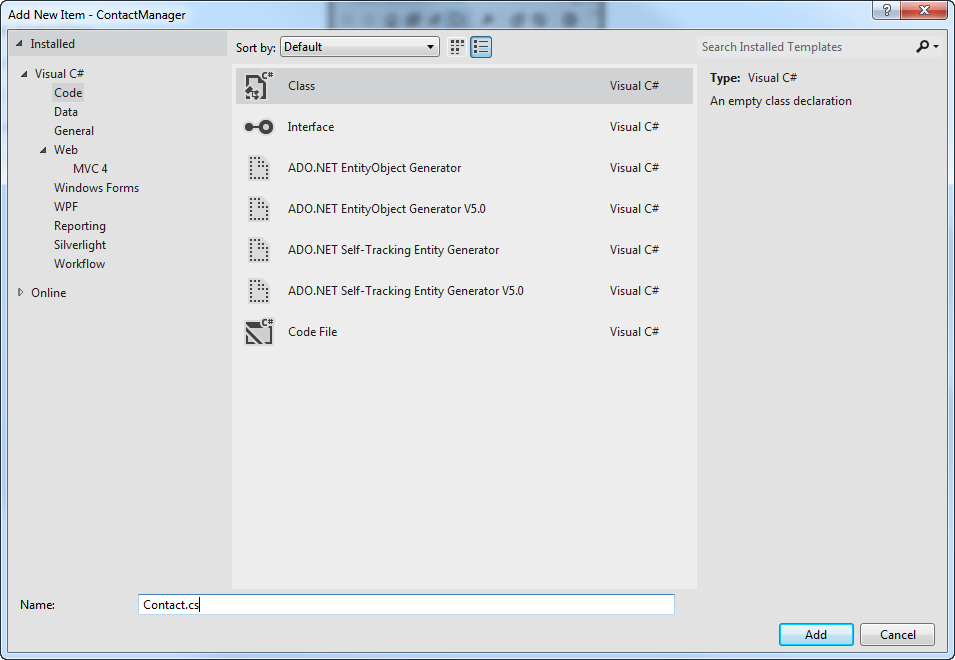 Add New Item - ContactManager
?
Installed
Sort by: Default
Search Installed Templates
Visual C#
Code
Data
General
Web
MVC 4
Windows Forms
WPF
Reporting
Silverlight
Workflow
Online
C# Class Visual C#
Interface Visual C#
ADO.NET EntityObject Generator Visual C#
ADO.NET EntityObject Generator V5.0 Visual C#
ADO.NET Self-Tracking Entity Generator Visual C#
ADO.NET Self-Tracking Entity Generator V5.0 Visual C#
C# Code File Visual C#
Type: Visual C#
An empty class declaration
Name: Contact.cs
Add Cancel